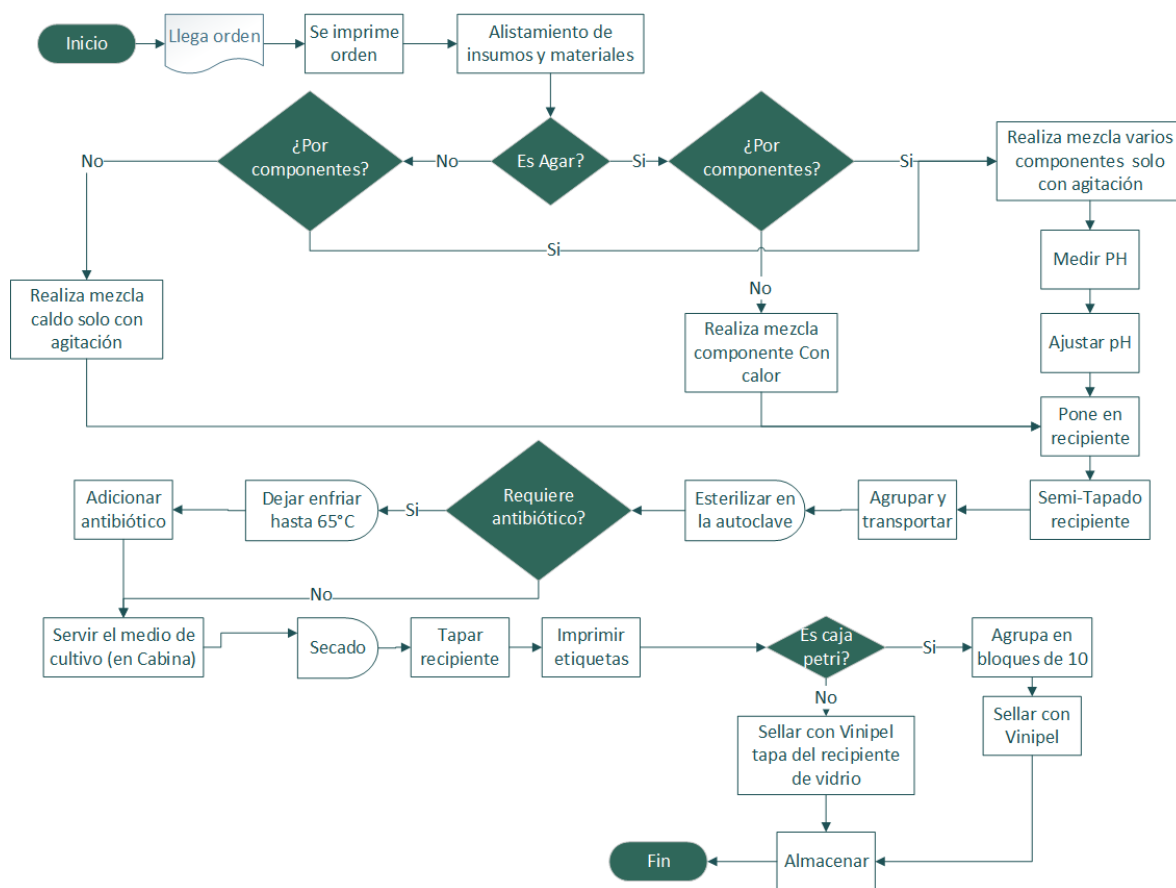 Inicio
Llega orden
Se imprime
orden
Alistamiento de
insumos y materiales
¿Por
componentes?
No
No
Es Agar?
Si
¿Por
componentes?
Si
Realiza mezcla varios
componentes solo
con agitación
Si
Medir PH
No
Realiza mezcla
caldo solo con
agitación
Realiza mezcla
componente Con
calor
Ajustar pH
Pone en
recipiente
Adicionar
antibiótico
Dejar enfriar
hasta 65°C
Si
Requiere
antibiótico?
Esterilizar en
la autoclave
Agrupar y
transportar
Semi-Tapado
recipiente
No
Servir el medio de
cultivo (en Cabina)
Secado
Tapar
recipiente
Imprimir
etiquetas
Es caja
petri?
Si
Agrupa en
bloques de 10
No
Sellar con Vinipel
tapa del recipiente
de vidrio
Sellar con
Vinipel
Fin
Almacenar